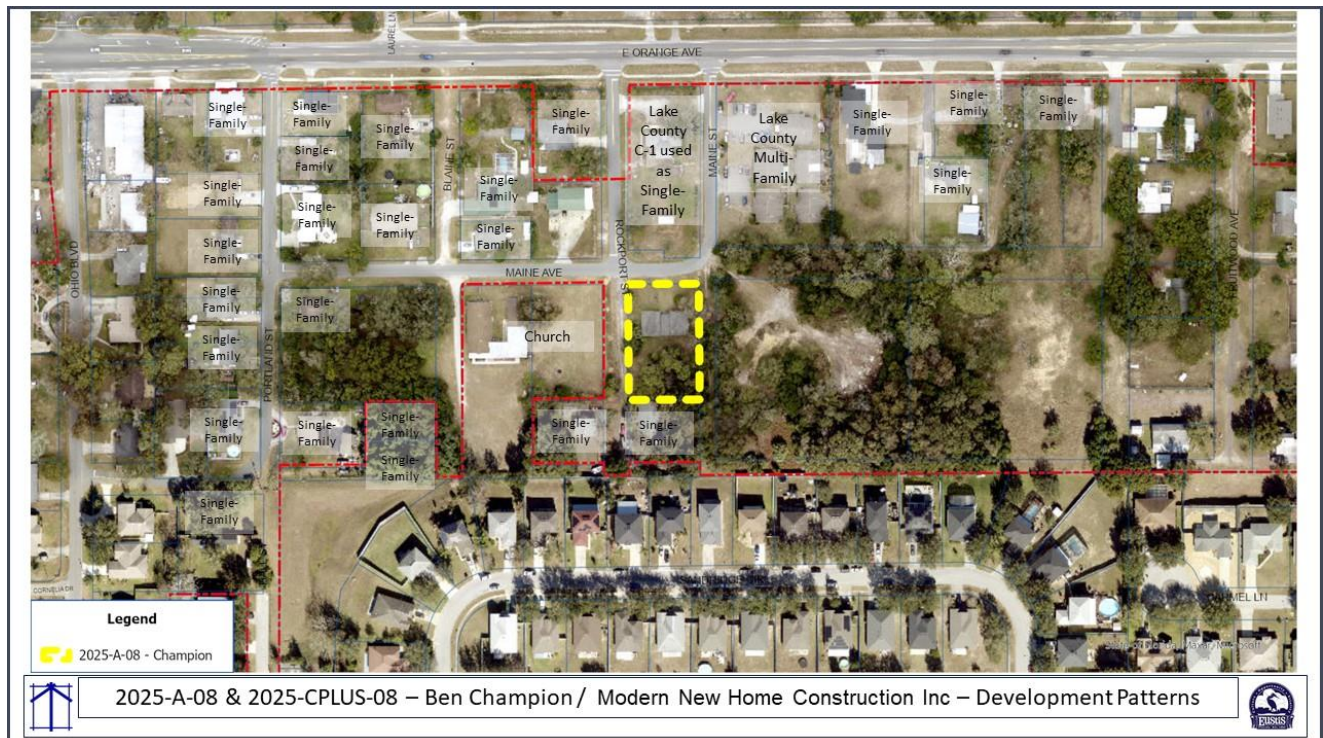 LAUREL LN
E ORANGE AVE
Single-
Family
Single-
Family
Single-
Family
Single-
Family
Lake
County
C-1 used
as
Single-
Family
MAINE ST
Lake
County
Multi-
Family
Single-
Family
Single-
Family
Single-
Family
Single-
Family
BLAINE ST
Single-
Family
Single-
Family
Single-
Family
Single-
Family
Single-
Family
Single-
Family
Single-
Family
Single-
Family
OHIO BLVD
MAINE AVE
ROCKPORT ST
Single-
Family
Single-
Family
PORTLAND ST
Single-
Family
Church
Single-
Family
Single-
Family
Single-
Family
Single-
Family
Single-
Family
Single-
Family
Single-
Family
CORNELIA DR
Legend
2025-A-08 - Champion
2025-A-08 & 2025-CPLUS-08 – Ben Champion / Modern New Home Construction Inc – Development Patterns
EUSTIS